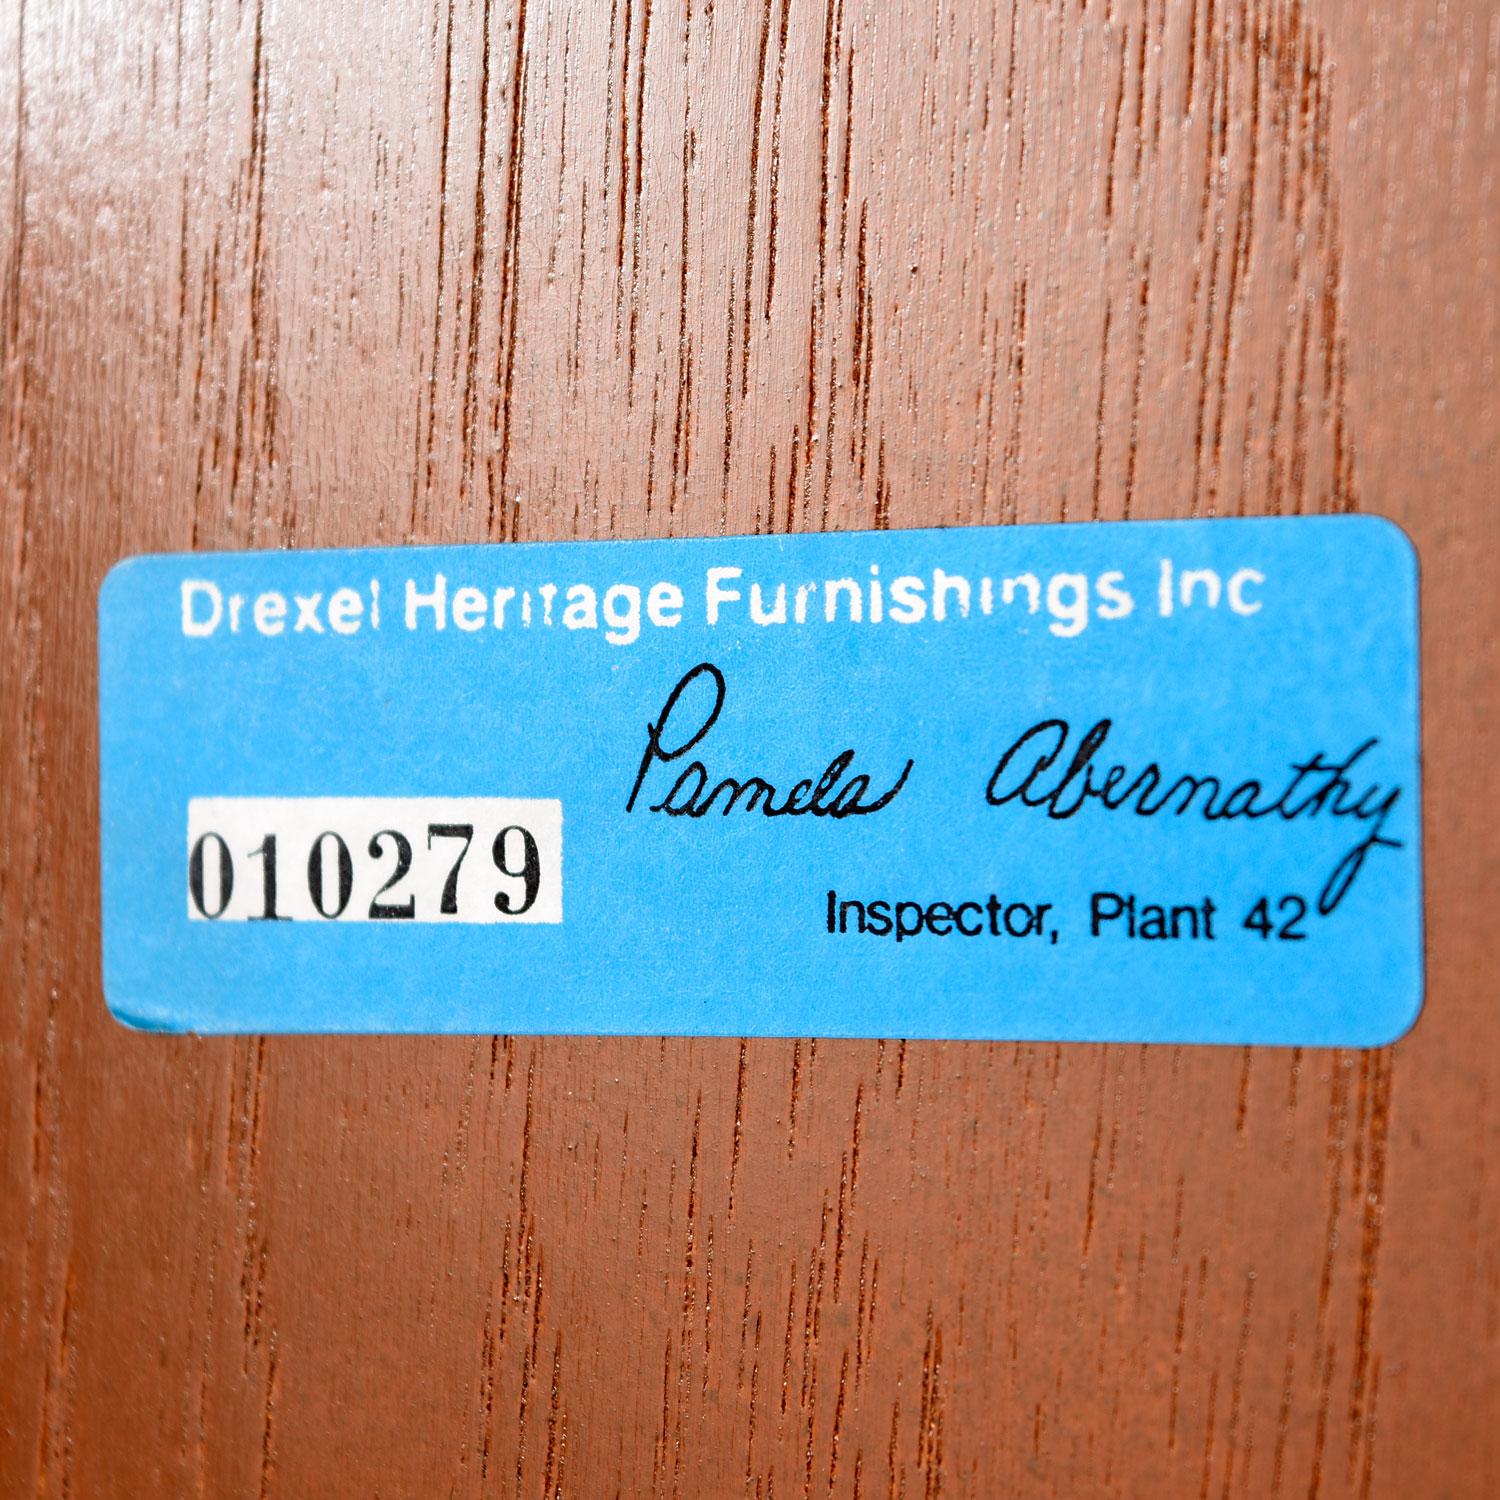 Drexel Heritage Furnishings Inc
Pamela Abernathy
010279
Inspector, Plant 42